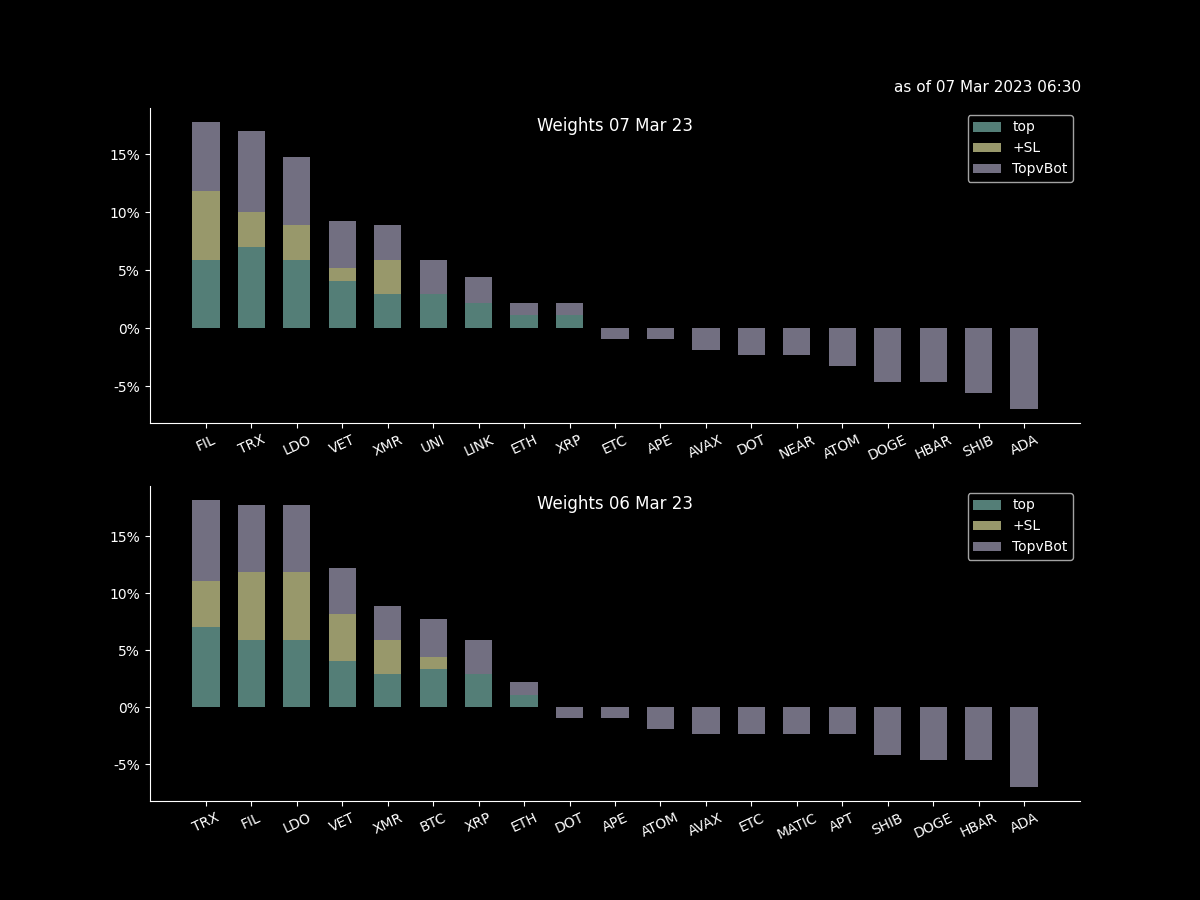 as of 07 Mar 2023 06:30
Weights 07 Mar 23
top
+SL
TopvBot
15%
10%
5%
0%
-5%
FIL TRX LDO VET XMR UNI LINK ETH XRP ETC APE AVAX DOT NEAR ATOM DOGE HBAR SHIB ADA
Weights 06 Mar 23
top
+SL
TopvBot
15%
10%
5%
0%
-5%
TRX FIL LDO VET XMR BTC XRP ETH DOT APE ATOM AVAX ETC MATIC APT SHIB DOGE HBAR ADA